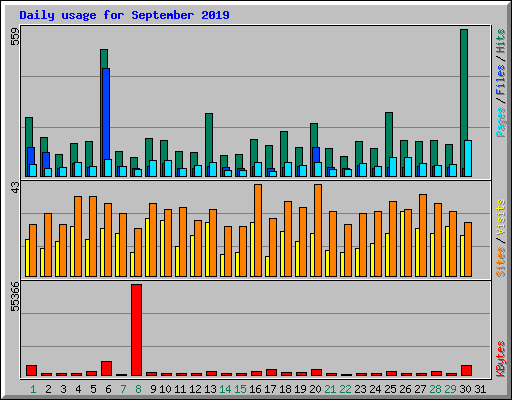 Daily usage for September 2019
559
Pages / Files / Hits
43
Sites / Visits
55366
KBytes
1 2 3 4 5 6 7 8 9 10 11 12 13 14 15 16 17 18 19 20 21 22 23 24 25 26 27 28 29 30 31